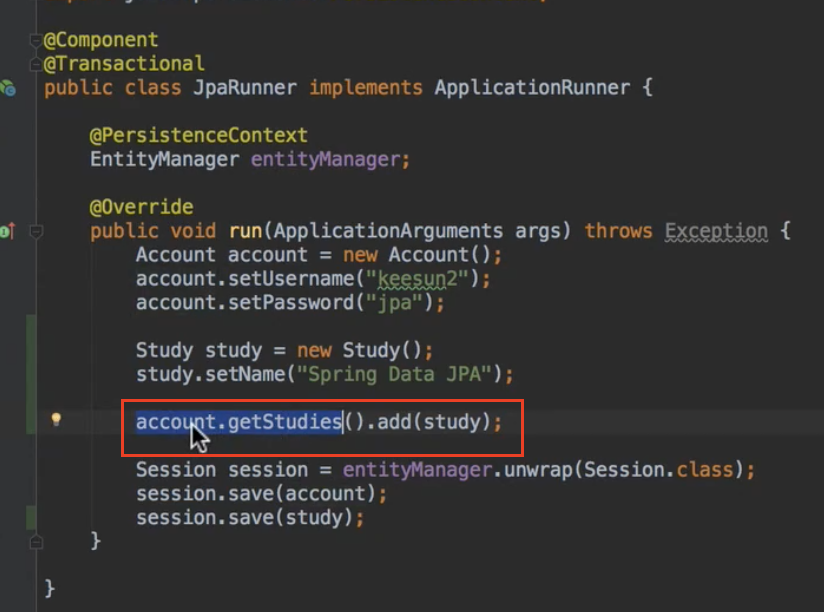 @Component
@Transactional
public class JpaRunner implements ApplicationRunner {
@PersistenceContext
EntityManager entityManager;
@Override
public void run(ApplicationArguments args) throws Exception {
Account account = new Account();
account.setUsername("keesun2");
account.setPassword("jpa");
Study study = new Study();
study.setName("Spring Data JPA");
account.getStudies().add(study);
Session session = entityManager.unwrap(Session.class);
session.save(account);
session.save(study);
}
}